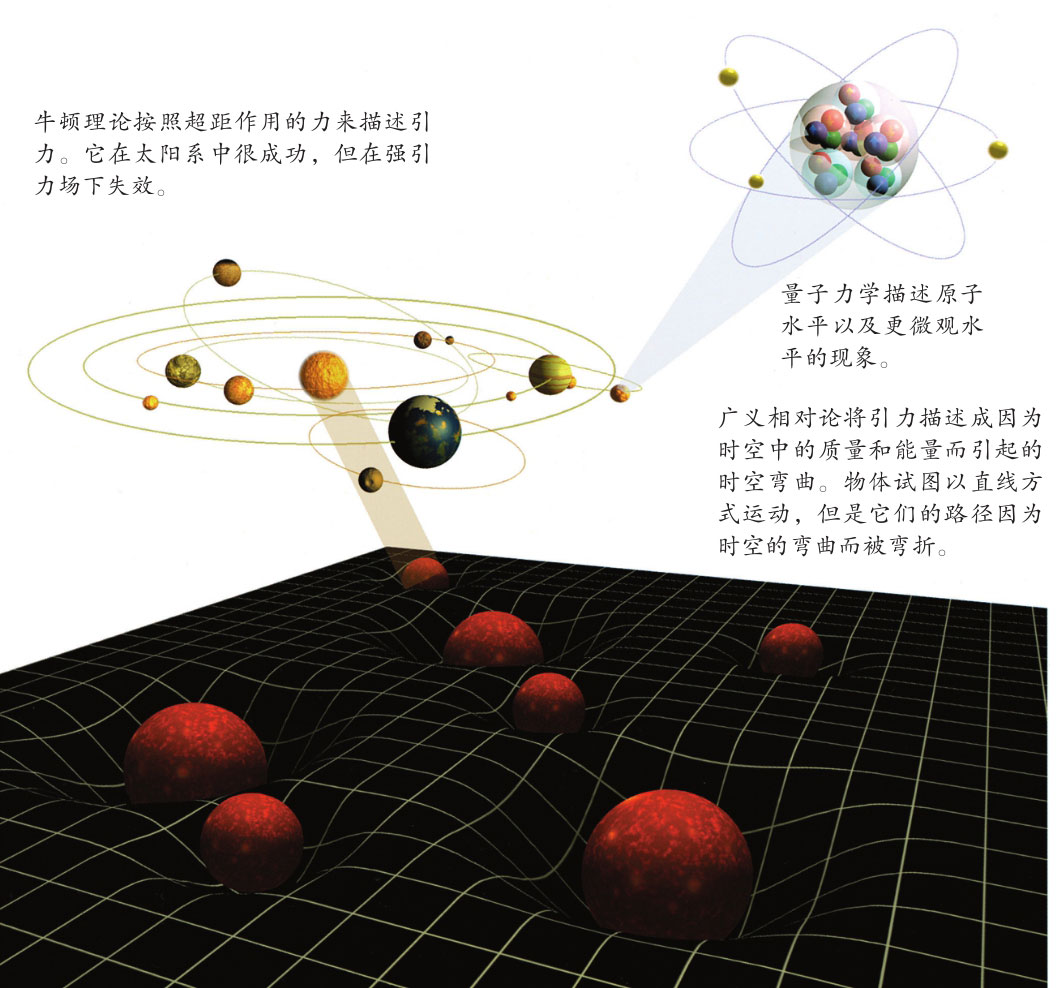 牛顿理论按照超距作用的力来描述引
力。它在太阳系中很成功，但在强引
力场下失效。
量子力学描述原子
水平以及更微观水
平的现象。
广义相对论将引力描述成因为
时空中的质量和能量而引起的
时空弯曲。物体试图以直线方
式运动，但是它们的路径因为
时空的弯曲而被弯折。